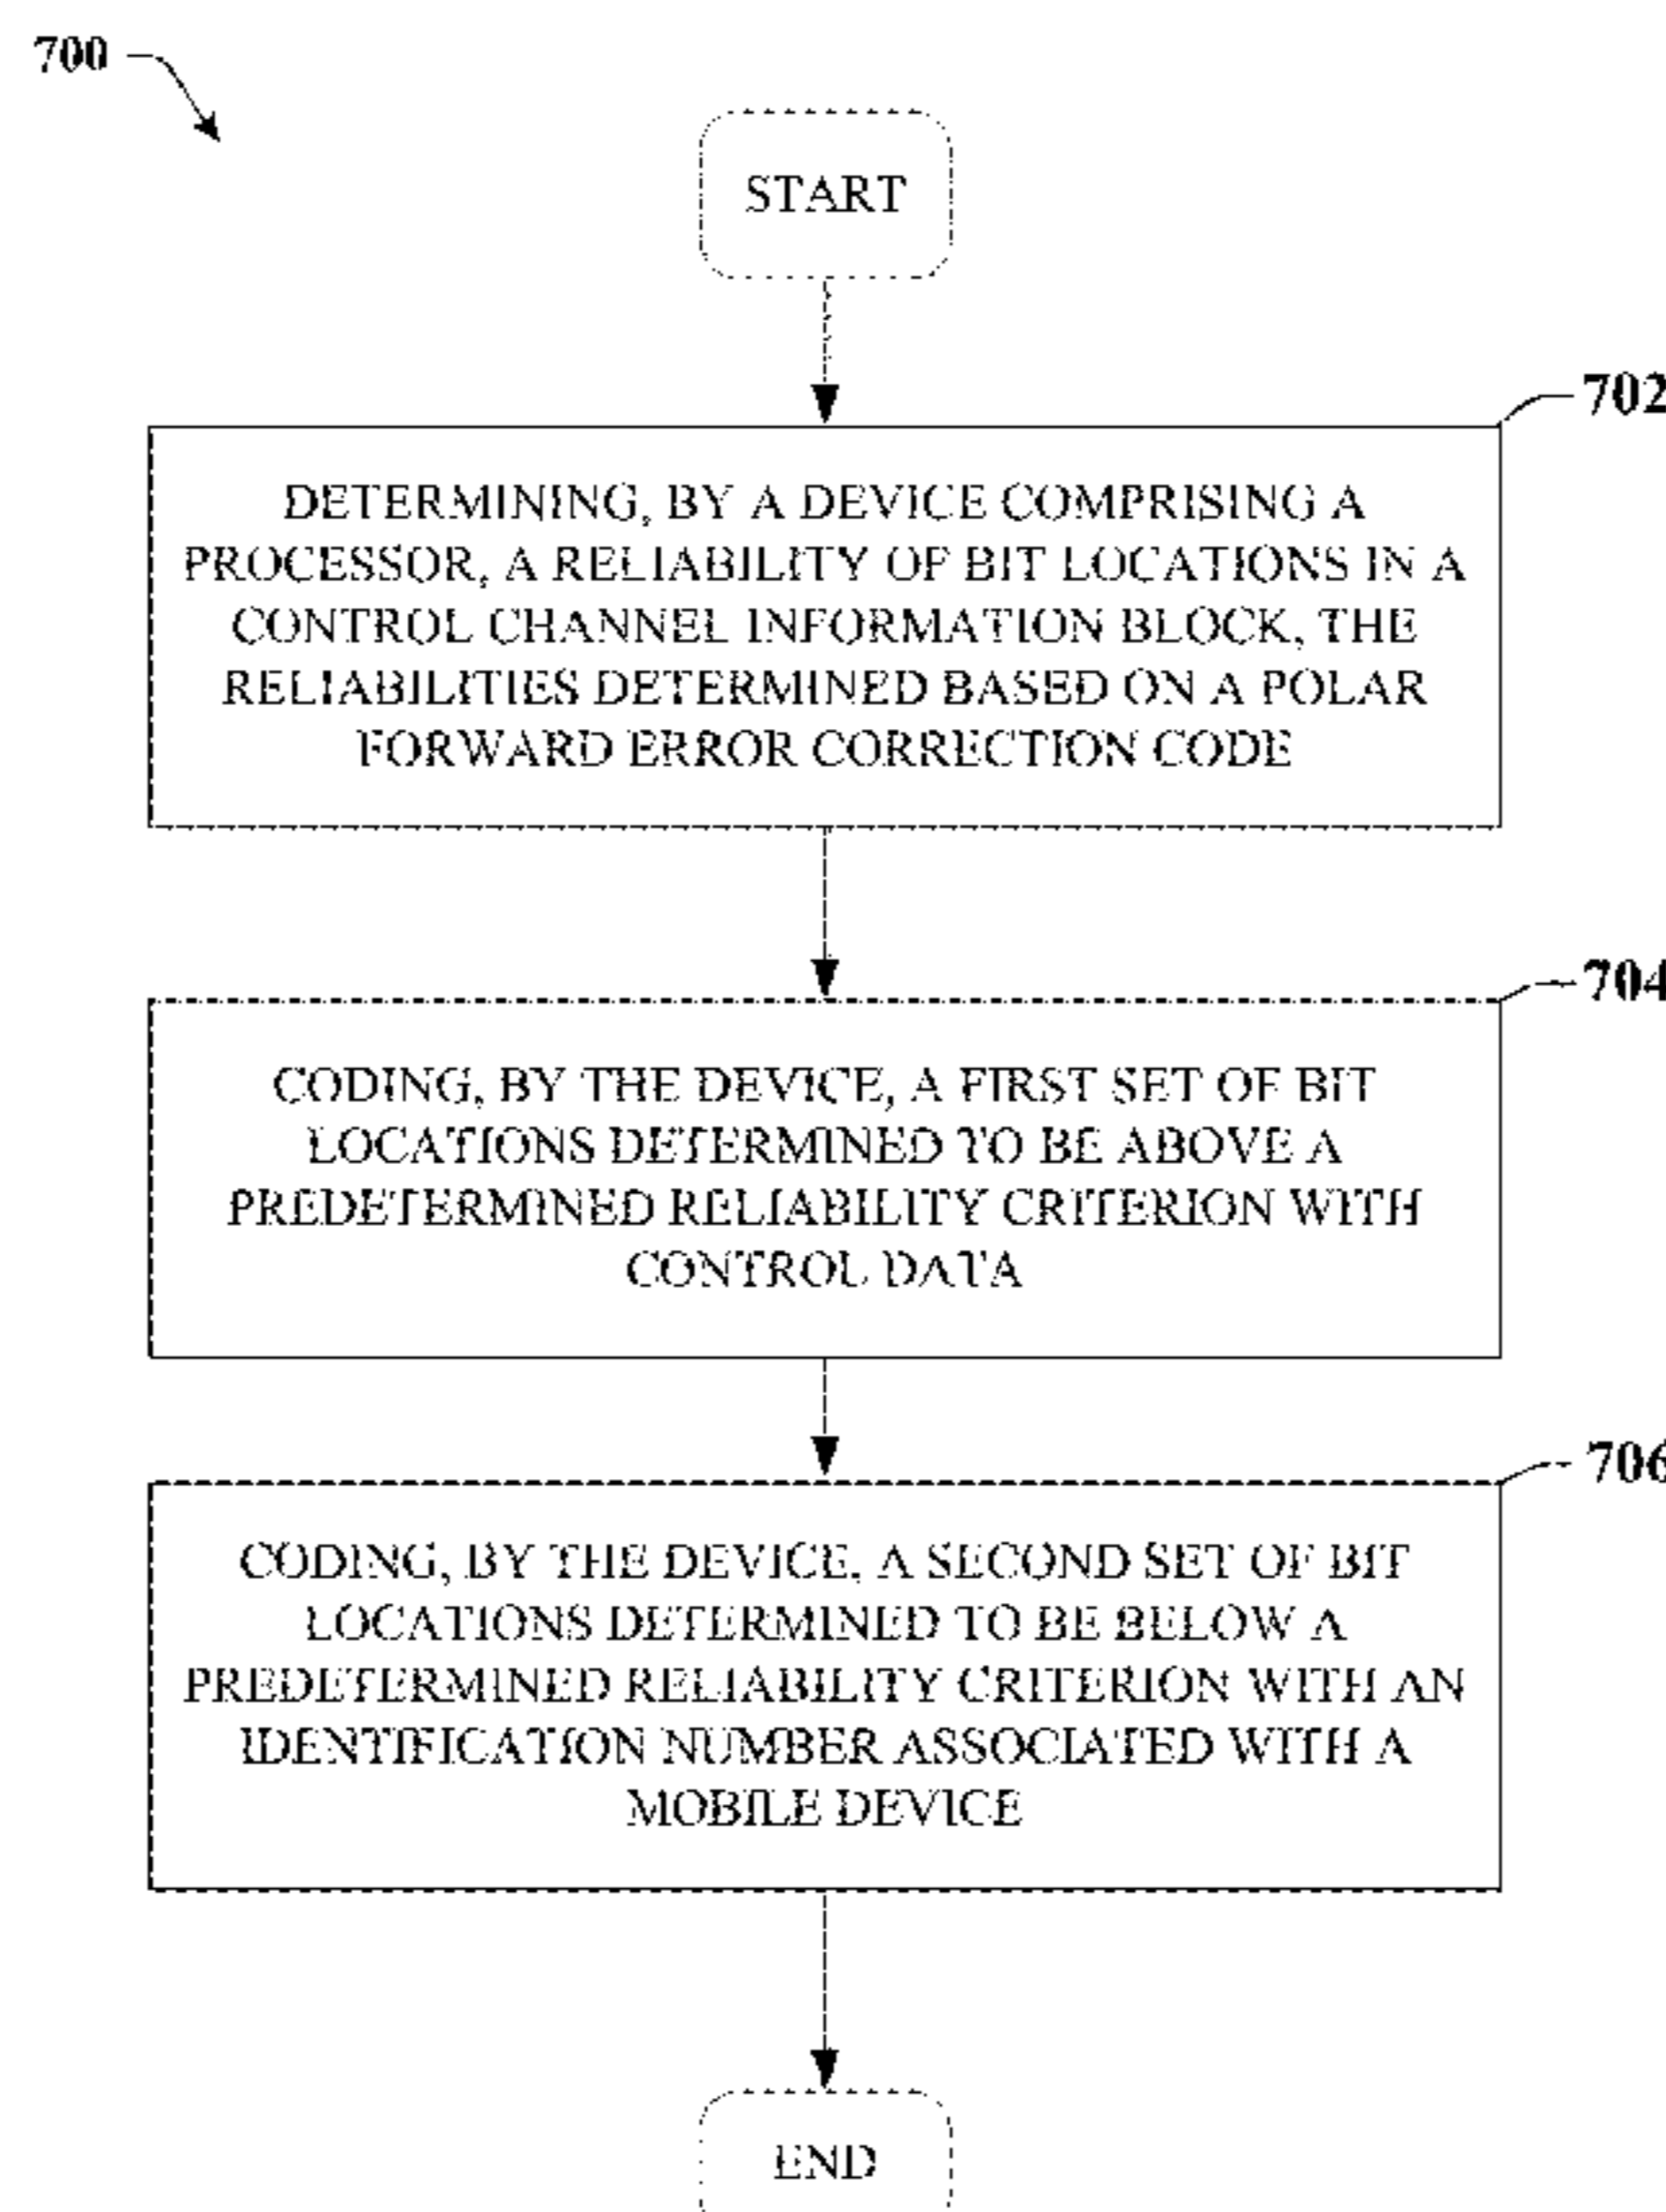 700
START
702
DETERMINING, BY A DEVICE COMPRISING A
PROCESSOR, A RELIABILITY OF BIT LOCATIONS IN A
CONTROL CHANNEL INFORMATION BLOCK, THE
RELIABILITIES DETERMINED BASED ON A POLAR
FORWARD ERROR CORRECTION CODE
704
CODING, BY THE DEVICE, A FIRST SET OF BIT
LOCATIONS DETERMINED TO BE ABOVE A
PREDETERMINED RELIABILITY CRITERION WITH
CONTROL DATA
706
CODING, BY THE DEVICE, A SECOND SET OF BIT
LOCATIONS DETERMINED TO BE BELOW A
PREDETERMINED RELIABILITY CRITERION WITH AN
IDENTIFICATION NUMBER ASSOCIATED WITH A
MOBILE DEVICE
END